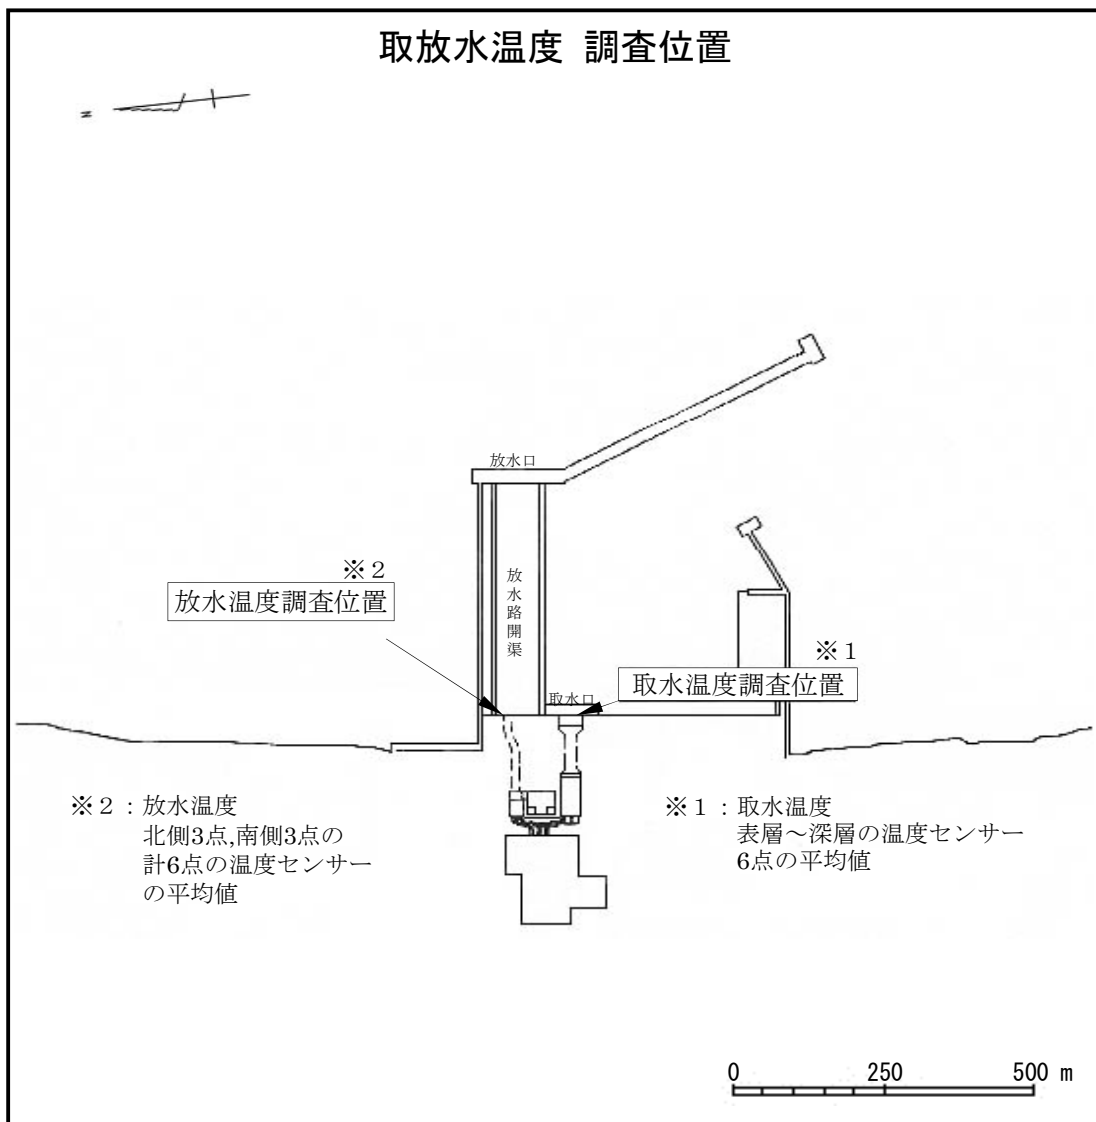 取放水温度 調査位置
N
放水口
※２
放水温度調査位置
放水路開渠
※１
取水温度調査位置
取水口
※２：放水温度
北側3点,南側3点の
計6点の温度センサー
の平均値
※１：取水温度
表層～深層の温度センサー
6点の平均値
0 250 500 m